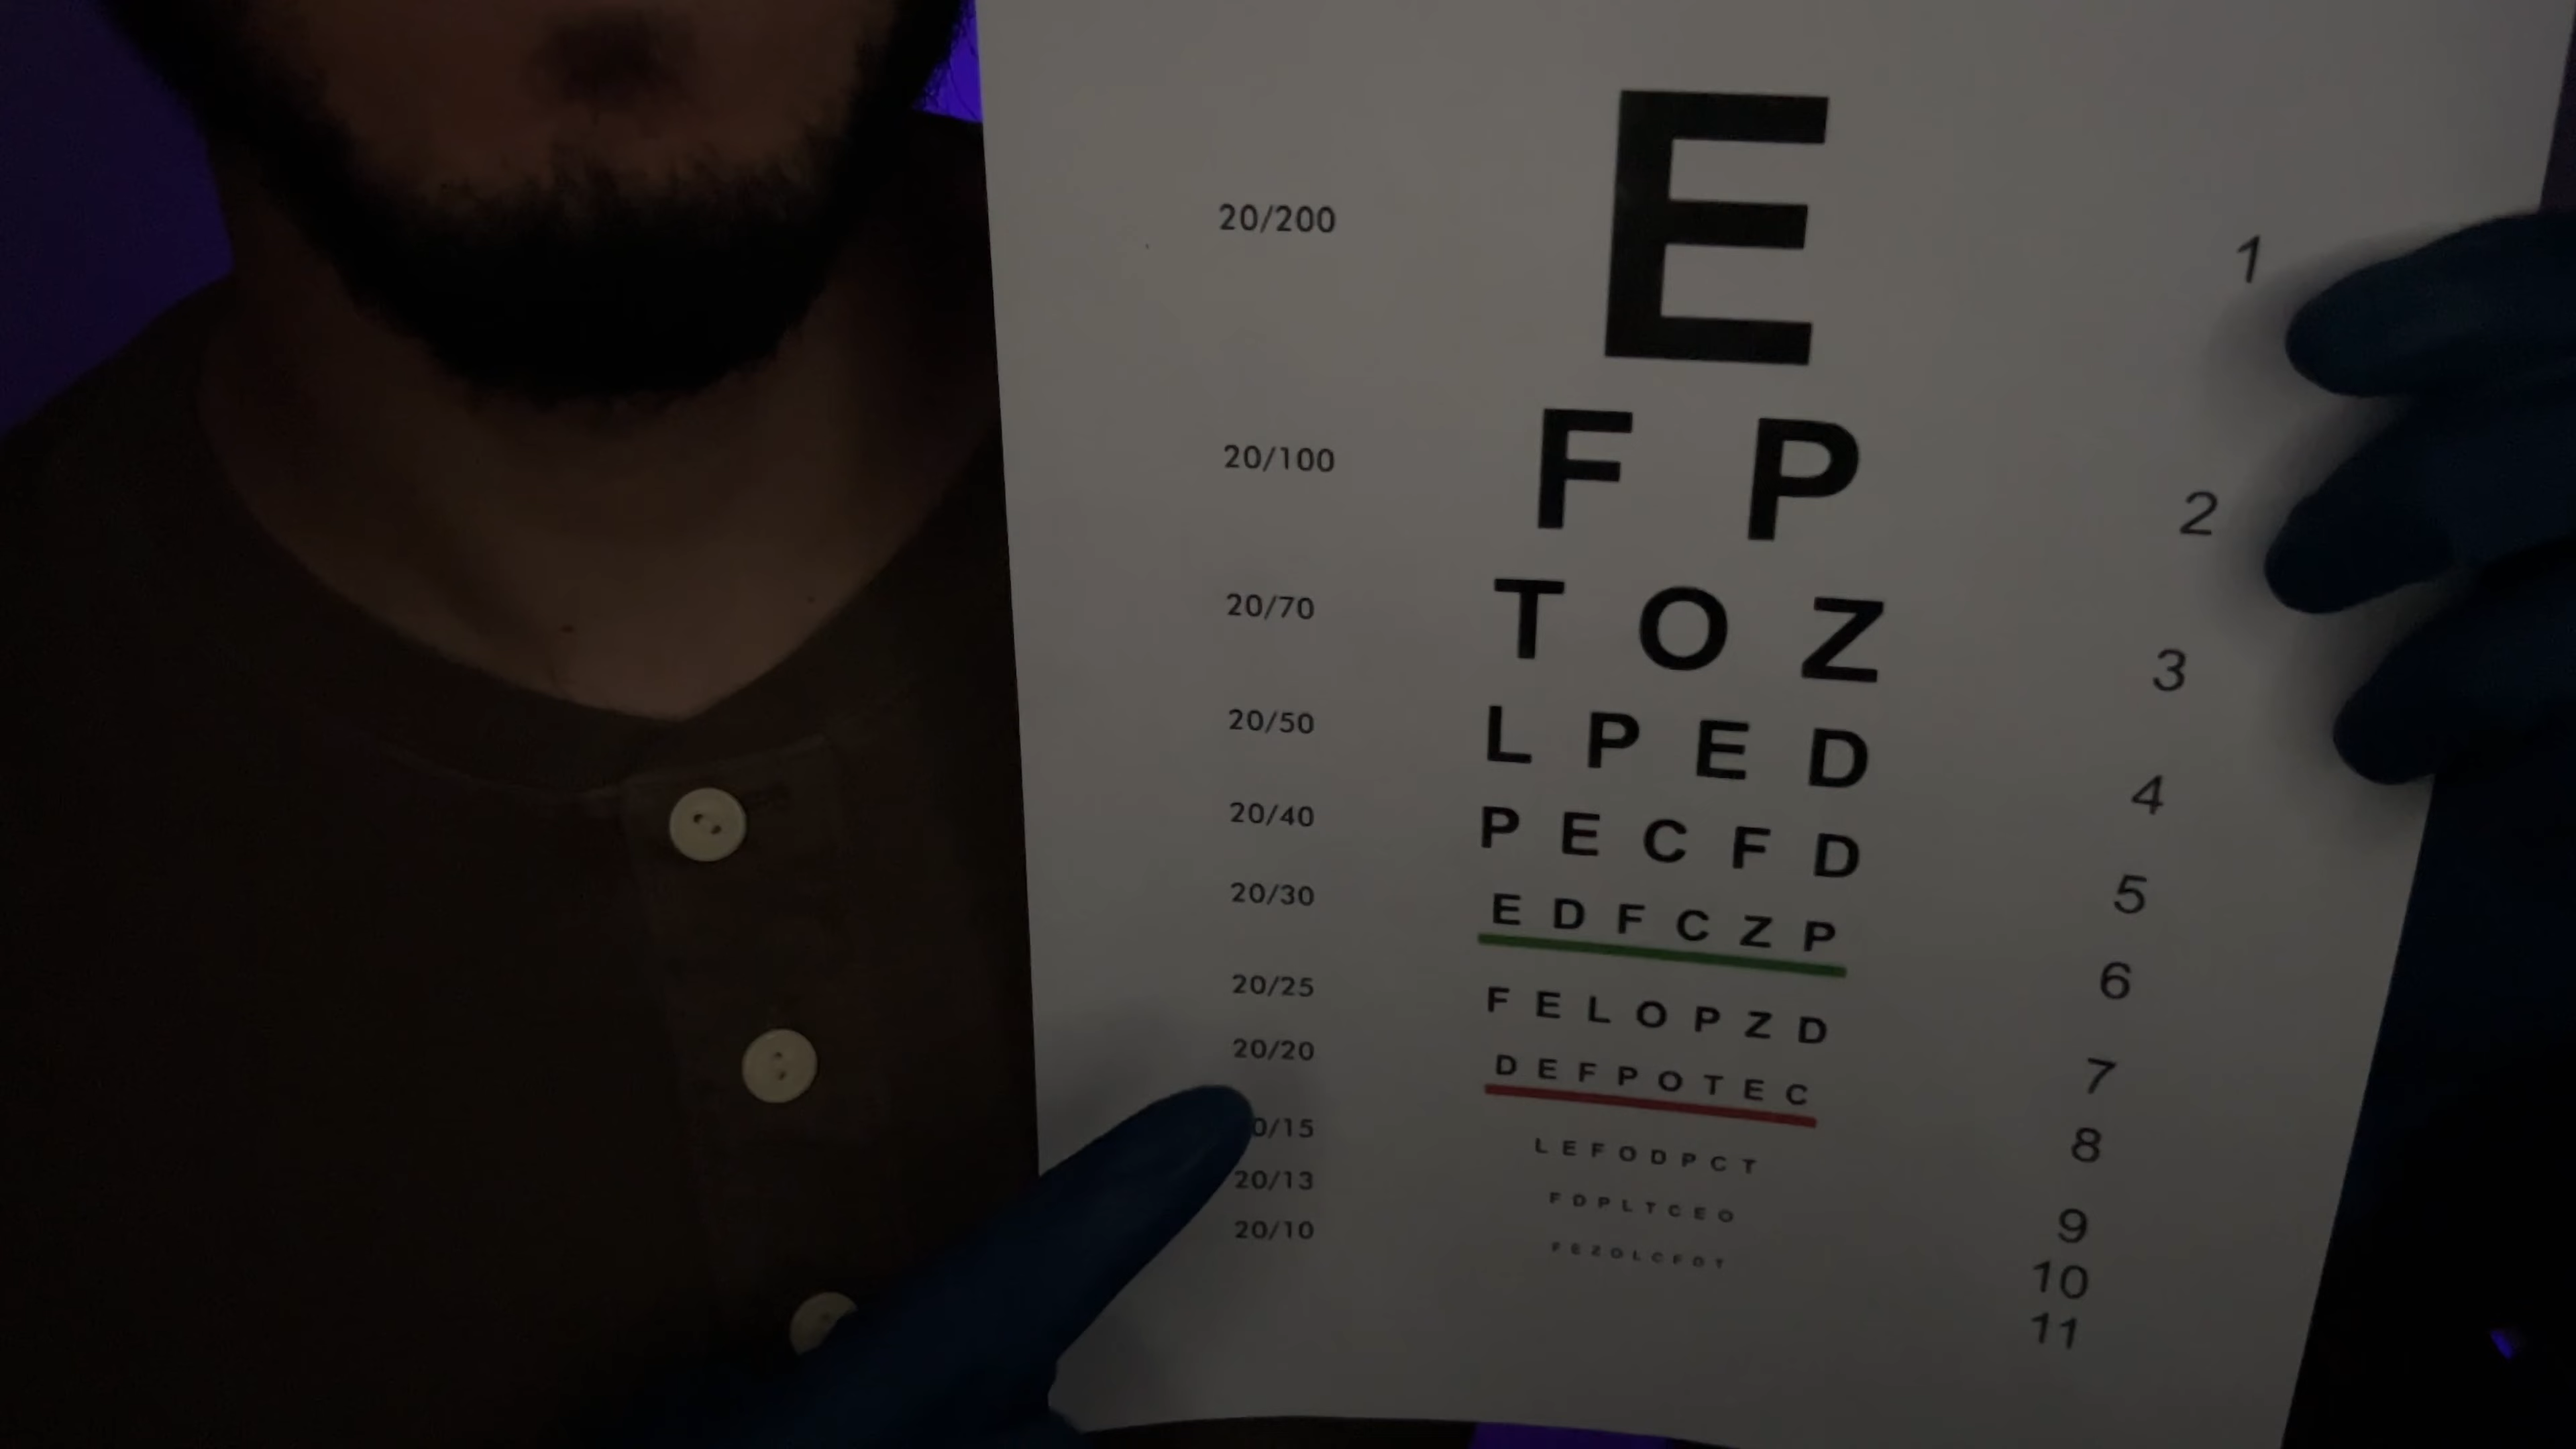 20/200 E 1
20/100 F P 2
20/70 T O Z 3
20/50 L P E D 4
20/40 P E C F D 5
20/30 E D F C Z P 6
20/25 F E L O P Z D 7
20/20 D E F P O T E C 8
0/15 L E F O D P C T 9
20/13 F D P L T C E O 10
20/10 F E Z O L C F D T 11